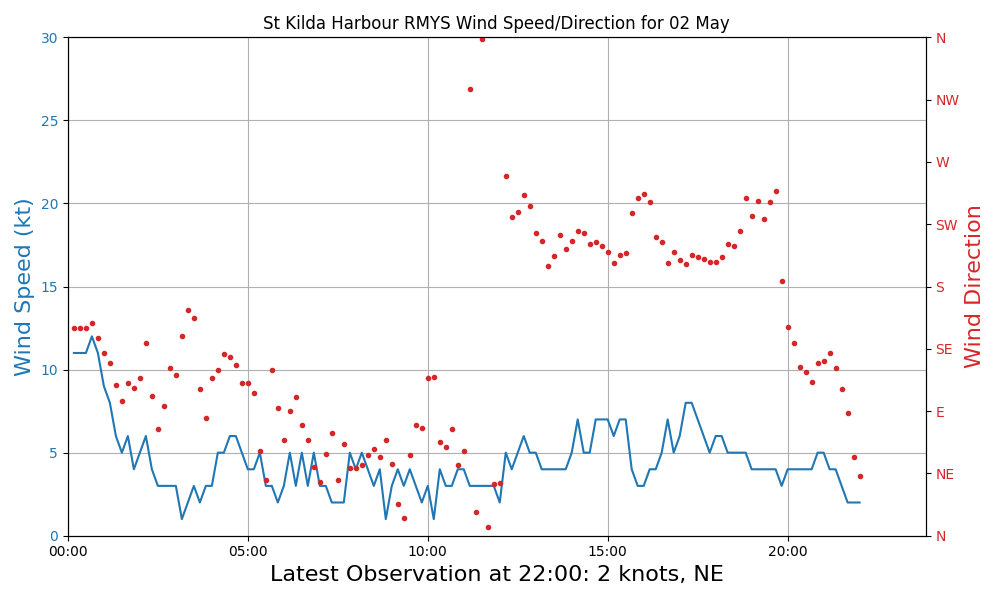 St Kilda Harbour RMYS Wind Speed/Direction for 02 May
30
25
20
15
10
5
0
Wind Speed (kt)
N
NW
W
SW
S
SE
E
NE
N
Wind Direction
00:00 05:00 10:00 15:00 20:00
Latest Observation at 22:00: 2 knots, NE